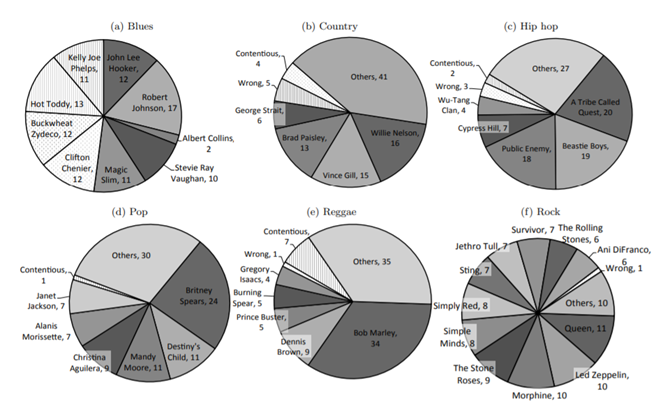 (a) Blues
Kelly Joe
Phelps,
11
John Lee
Hooker,
12
Robert
Johnson, 17
Albert Collins,
2
Stevie Ray
Vaughan, 10
Magic
Slim, 11
Clifton
Chenier,
12
Buckwheat
Zydeco, 12
Hot Toddy, 13
(b) Country
Contentious,
4
Wrong, 5
George Strait,
6
Brad Paisley,
13
Vince Gill, 15
Willie Nelson,
16
Others, 41
(c) Hip hop
Contentious,
2
Wrong, 3
Wu-Tang
Clan, 4
Cypress Hill, 7
Public Enemy,
18
Beastie Boys,
19
A Tribe Called
Quest, 20
Others, 27
(d) Pop
Contentious,
1
Janet
Jackson, 7
Alanis
Morissette, 7
Christina
Aguilera, 9
Mandy
Moore, 11
Destiny's
Child, 11
Britney
Spears, 24
Others, 30
(e) Reggae
Contentious,
7
Wrong, 1
Gregory
Isaacs, 4
Burning
Spear, 5
Prince Buster,
5
Dennis
Brown, 9
Bob Marley,
34
Others, 35
(f) Rock
Survivor, 7
The Rolling
Stones, 6
Ani DiFranco,
6
Wrong, 1
Others, 10
Queen, 11
Led Zeppelin,
10
Morphine, 10
The Stone
Roses, 9
Simple
Minds, 8
Simply Red, 8
Sting, 7
Jethro Tull, 7